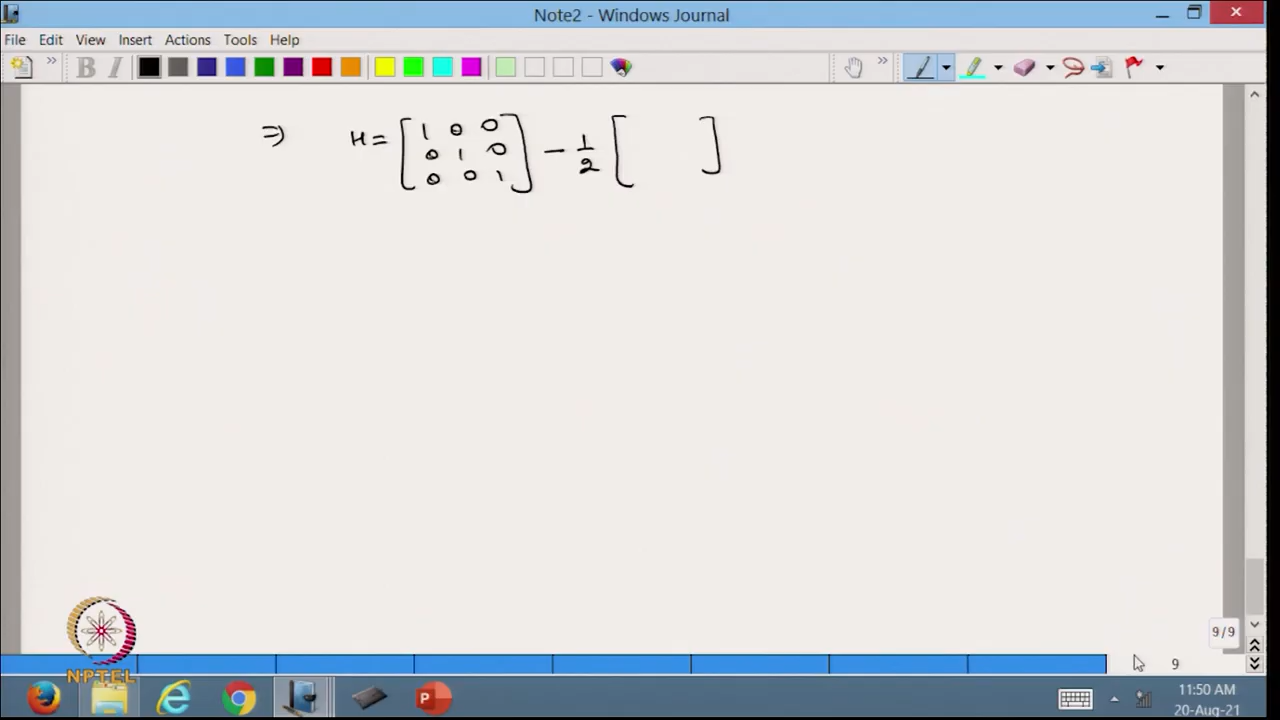 Note2 - Windows Journal
File Edit View Insert Actions Tools Help
⇒ H = [1 0 0; 0 1 0; 0 0 1] - 1/2 [ ]
9/9
9
NPTEL
11:50 AM
20-Aug-21